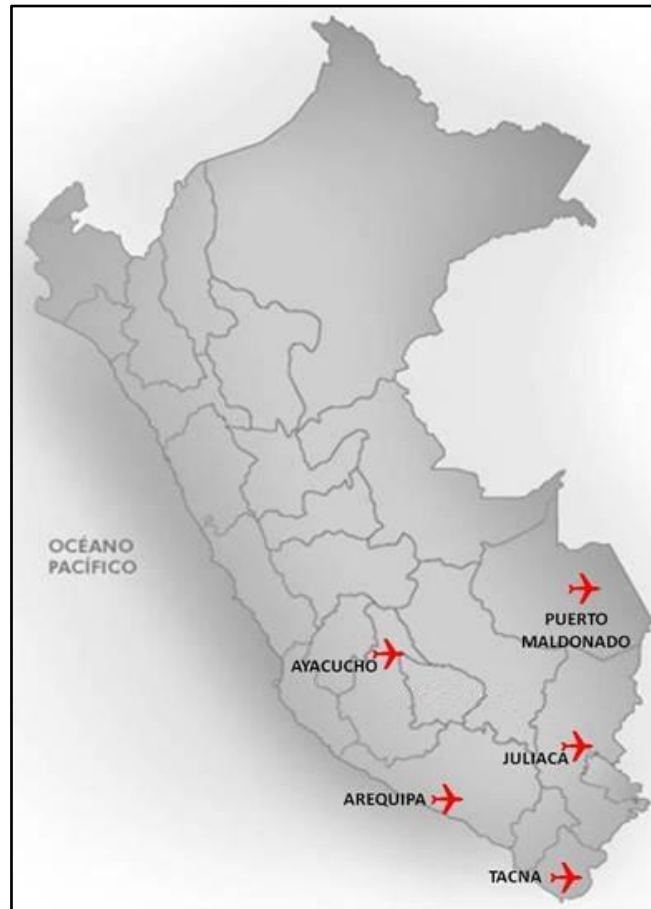 OCÉANO
PACÍFICO
PUERTO
MALDONADO
AYACUCHO
JULIACA
AREQUIPA
TACNA